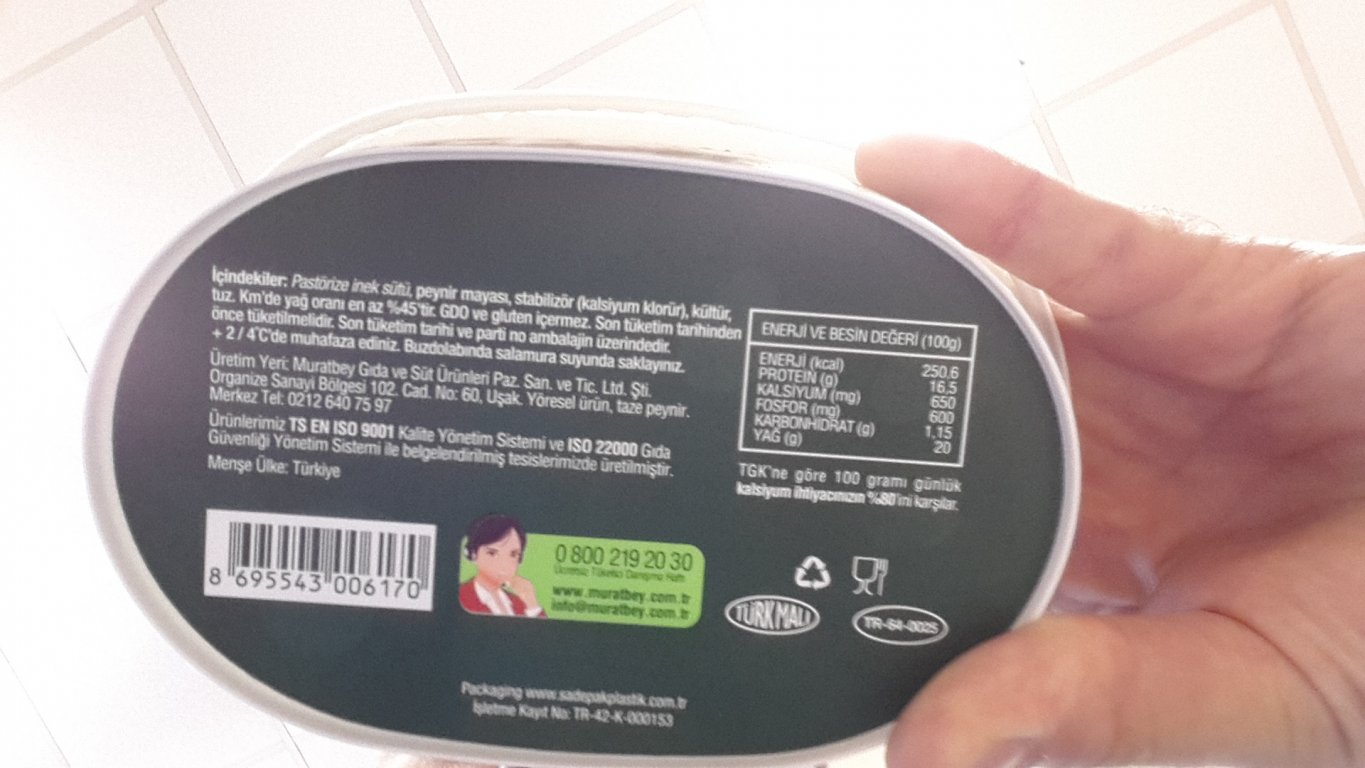 İçindekiler: Pastörize inek sütü, peynir mayası, stabilizör (kalsiyum klorür), kültür,
tuz. Km'de yağ oranı en az %45'tir. GDO ve gluten içermez. Son tüketim tarihinden
önce tüketilmelidir. Son tüketim tarihi ve parti no ambalajın üzerindedir.
+ 2 / 4°C'de muhafaza ediniz. Buzdolabında salamura suyunda saklayınız.
Üretim Yeri: Muratbey Gıda ve Süt Ürünleri Paz. San. ve Tic. Ltd. Şti.
Organize Sanayi Bölgesi 102. Cad. No: 60, Uşak. Yöresel ürün, taze peynir.
Merkez Tel: 0212 640 75 97
Ürünlerimiz TS EN ISO 9001 Kalite Yönetim Sistemi ve ISO 22000 Gıda
Güvenliği Yönetim Sistemi ile belgelendirilmiş tesislerimizde üretilmiştir.
Menşe Ülke: Türkiye
ENERJİ VE BESİN DEĞERİ (100g)
ENERJİ (kcal) 250,6
PROTEIN (g) 16,5
KALSİYUM (mg) 650
FOSFOR (mg) 600
KARBONHİDRAT (g) 1,15
YAĞ (g) 20
TGK'ne göre 100 gramı günlük
kalsiyum ihtiyacınızın %80'ini karşılar.
8 695543 006170
0 800 219 20 30
Ücretsiz Tüketici Danışma Hattı
www.muratbey.com.tr
info@muratbey.com.tr
TÜRK MALI
TR-64-0025
Packaging www.sadepakplastik.com.tr
İşletme Kayıt No: TR-42-K-000153